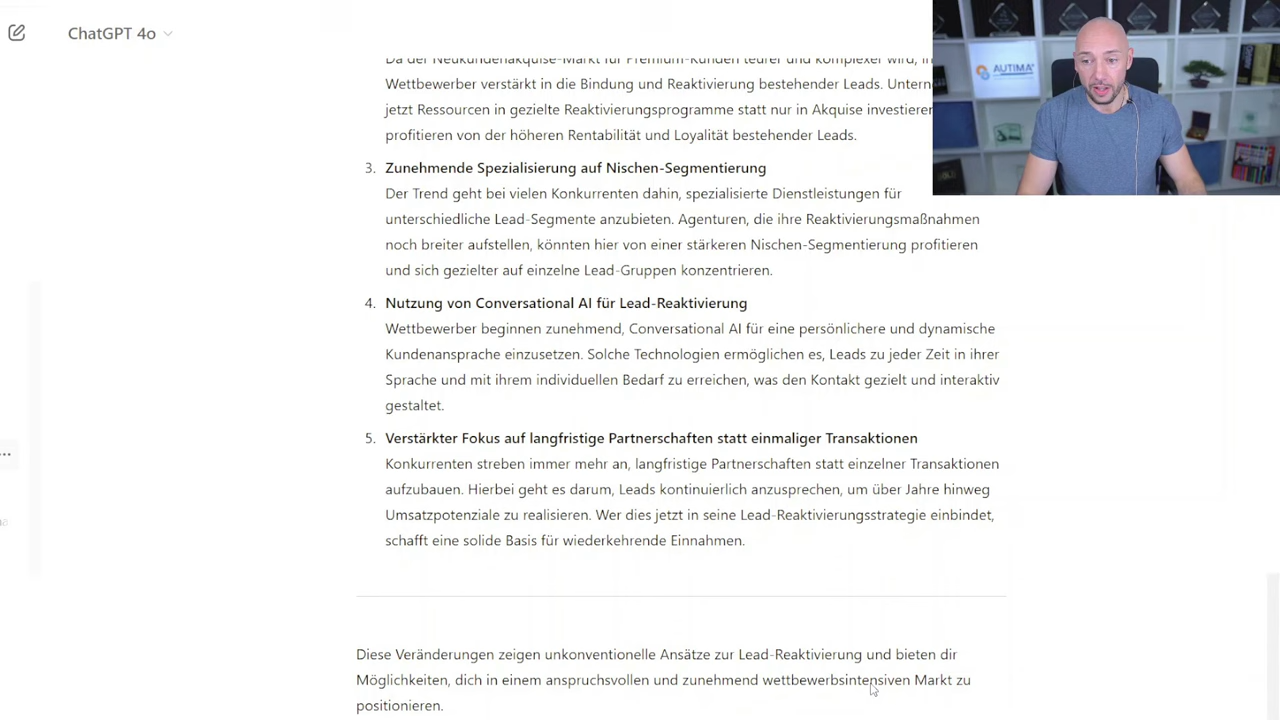 ChatGPT 4o
AUTIMA
Da der Neukundenakquise-Markt für Premium-Kunden teurer und komplexer wird,
Wettbewerber verstärkt in die Bindung und Reaktivierung bestehender Leads.
jetzt Ressourcen in gezielte Reaktivierungsprogramme statt nur in Akquise investieren
profitieren von der höheren Rentabilität und Loyalität bestehender Leads.
3. Zunehmende Spezialisierung auf Nischen-Segmentierung
Der Trend geht bei vielen Konkurrenten dahin, spezialisierte Dienstleistungen für
unterschiedliche Lead-Segmente anzubieten. Agenturen, die ihre Reaktivierungsmaßnahmen
noch breiter aufstellen, könnten hier von einer stärkeren Nischen-Segmentierung profitieren
und sich gezielter auf einzelne Lead-Gruppen konzentrieren.
4. Nutzung von Conversational AI für Lead-Reaktivierung
Wettbewerber beginnen zunehmend, Conversational AI für eine persönlichere und dynamische
Kundenansprache einzusetzen. Solche Technologien ermöglichen es, Leads zu jeder Zeit in ihrer
Sprache und mit ihrem individuellen Bedarf zu erreichen, was den Kontakt gezielt und interaktiv
gestaltet.
5. Verstärkter Fokus auf langfristige Partnerschaften statt einmaliger Transaktionen
Konkurrenten streben immer mehr an, langfristige Partnerschaften statt einzelner Transaktionen
aufzubauen. Hierbei geht es darum, Leads kontinuierlich anzusprechen, um über Jahre hinweg
Umsatzpotenziale zu realisieren. Wer dies jetzt in seine Lead-Reaktivierungsstrategie einbindet,
schafft eine solide Basis für wiederkehrende Einnahmen.
Diese Veränderungen zeigen unkonventionelle Ansätze zur Lead-Reaktivierung und bieten dir
Möglichkeiten, dich in einem anspruchsvollen und zunehmend wettbewerbsintensiven Markt zu
positionieren.